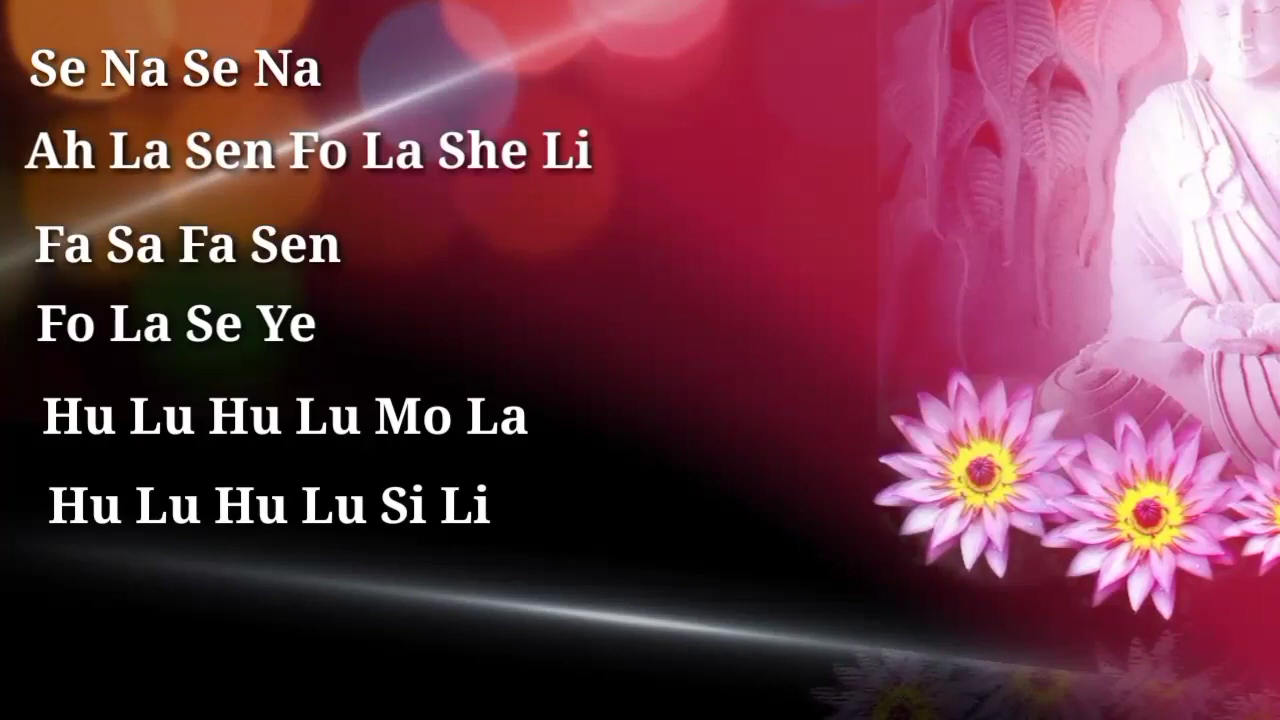 Se Na Se Na
Ah La Sen Fo La She Li
Fa Sa Fa Sen
Fo La Se Ye
Hu Lu Hu Lu Mo La
Hu Lu Hu Lu Si Li